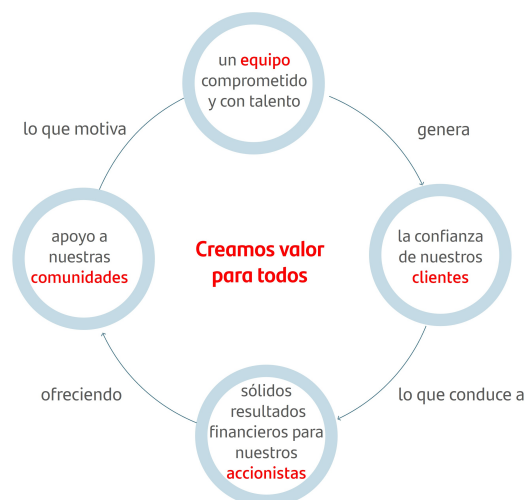 un equipo
comprometido
y con talento
genera
la confianza
de nuestros
clientes
lo que conduce a
sólidos
resultados
financieros para
nuestros
accionistas
ofreciendo
apoyo a
nuestras
comunidades
lo que motiva
Creamos valor
para todos